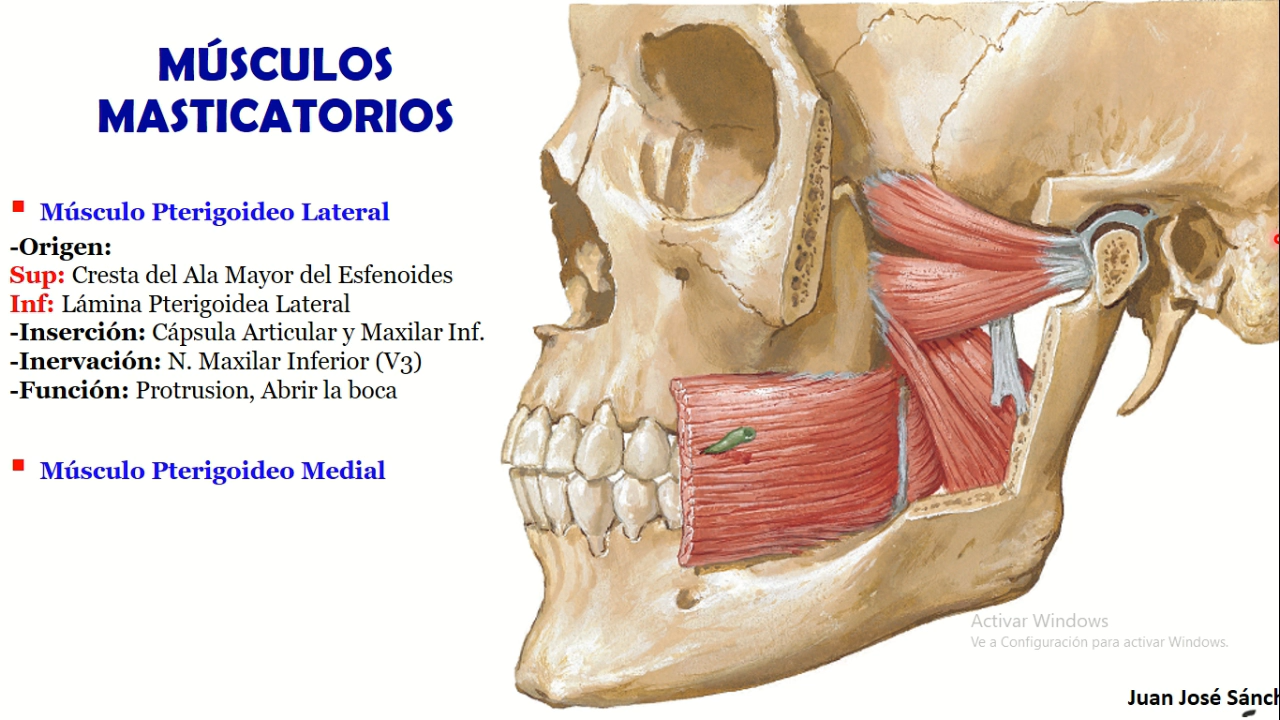 MÚSCULOS
MASTICATORIOS
Músculo Pterigoideo Lateral
-Origen:
Sup: Cresta del Ala Mayor del Esfenoides
Inf: Lámina Pterigoidea Lateral
-Inserción: Cápsula Articular y Maxilar Inf.
-Inervación: N. Maxilar Inferior (V3)
-Función: Protrusion, Abrir la boca
Músculo Pterigoideo Medial
Activar Windows
Ve a Configuración para activar Windows.
Juan José Sánch